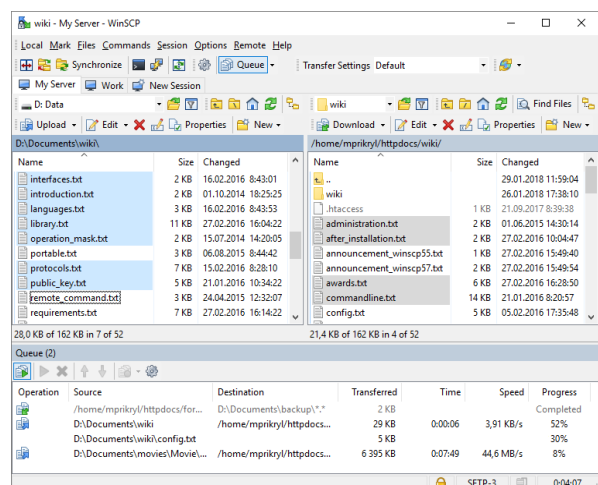 wiki - My Server - WinSCP
Local Mark Files Commands Session Options Remote Help
Synchronize Queue Transfer Settings Default
My Server Work New Session
D: Data wiki Find Files
Upload Edit Properties New Download Edit Properties New
D:\Documents\wiki\ /home/mprikryl/httpdocs/wiki/
Name Size Changed Name Size Changed
interfaces.txt 2 KB 16.02.2016 8:43:01 .. 29.01.2018 11:59:04
introduction.txt 2 KB 01.10.2014 18:25:25 wiki 26.01.2018 17:38:10
languages.txt 3 KB 16.02.2016 8:43:53 .htaccess 1 KB 21.09.2017 8:39:38
library.txt 11 KB 27.02.2016 16:04:22 administration.txt 2 KB 01.06.2015 14:30:14
operation_mask.txt 2 KB 15.07.2014 14:20:05 after_installation.txt 2 KB 27.02.2016 10:04:47
portable.txt 3 KB 06.08.2015 8:44:42 announcement_winscp55.txt 1 KB 27.02.2016 15:49:40
protocols.txt 7 KB 15.02.2016 8:28:10 announcement_winscp57.txt 2 KB 27.02.2016 15:49:54
public_key.txt 5 KB 21.01.2016 10:34:22 awards.txt 6 KB 27.02.2016 16:28:50
remote_command.txt 3 KB 24.04.2015 12:32:07 commandline.txt 14 KB 21.01.2016 8:20:57
requirements.txt 7 KB 27.02.2016 16:14:22 config.txt 5 KB 05.02.2016 17:35:48
28,0 KB of 162 KB in 7 of 52 21,4 KB of 162 KB in 4 of 52
Queue (2)
Operation Source Destination Transferred Time Speed Progress
/home/mprikryl/httpdocs/for... D:\Documents\backup\*.* 2 KB Completed
D:\Documents\wiki /home/mprikryl/httpdocs... 29 KB 0:00:06 3,91 KB/s 52%
D:\Documents\wiki\config.txt 5 KB 30%
D:\Documents\movies\Movie\... /home/mprikryl/httpdocs... 6 395 KB 0:07:49 44,6 MB/s 8%
SFTP-3 0:04:07